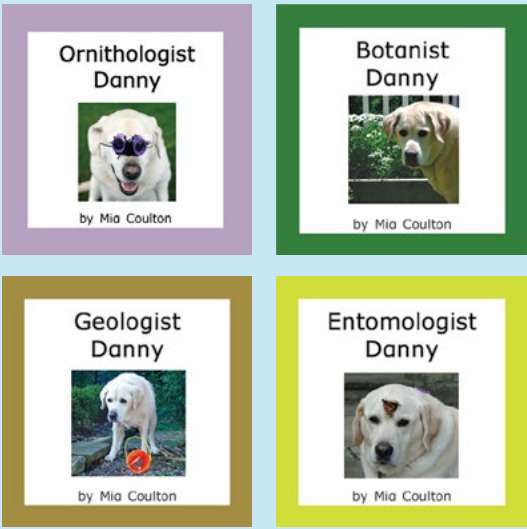 Ornithologist
Danny
by Mia Coulton
Botanist
Danny
by Mia Coulton
Geologist
Danny
by Mia Coulton
Entomologist
Danny
by Mia Coulton